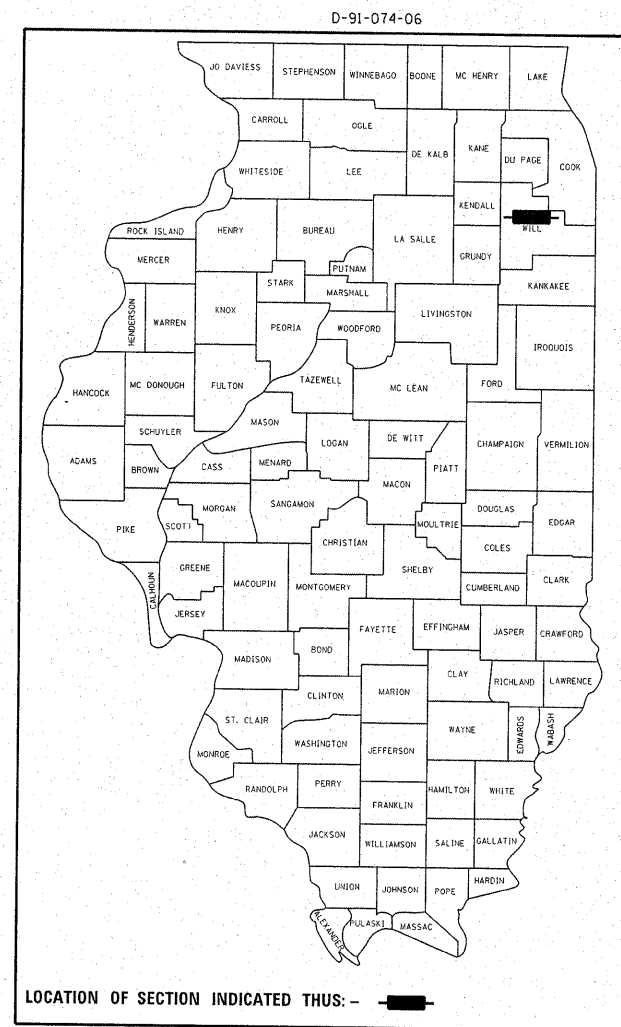 D-91-074-06
JO DAVIESS STEPHENSON WINNEBAGO BOONE MC HENRY LAKE
CARROLL OGLE DE KALB KANE DU PAGE COOK
WHITESIDE LEE KENDALL WILL
ROCK ISLAND HENRY BUREAU LA SALLE GRUNDY
MERCER PUTNAM KANKAKEE
STARK MARSHALL
HENDERSON WARREN KNOX PEORIA WOODFORD LIVINGSTON IROQUOIS
HANCOCK MC DONOUGH FULTON TAZEWELL MC LEAN FORD
MASON
SCHUYLER LOGAN DE WITT CHAMPAIGN VERMILION
ADAMS BROWN CASS MENARD MACON PIATT
PIKE SCOTT MORGAN SANGAMON MOULTRIE DOUGLAS EDGAR
CHRISTIAN COLES
CALHOUN GREENE MACOUPIN MONTGOMERY SHELBY CUMBERLAND CLARK
JERSEY
FAYETTE EFFINGHAM JASPER CRAWFORD
MADISON BOND
CLAY RICHLAND LAWRENCE
CLINTON MARION
ST. CLAIR WAYNE EDWARDS WABASH
MONROE WASHINGTON JEFFERSON
RANDOLPH PERRY HAMILTON WHITE
FRANKLIN
JACKSON WILLIAMSON SALINE GALLATIN
UNION JOHNSON POPE HARDIN
ALEXANDER PULASKI MASSAC
LOCATION OF SECTION INDICATED THUS: -